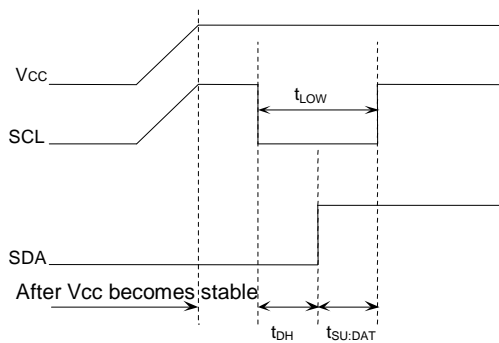 VCC
tLOW
SCL
SDA
After Vcc becomes stable
tDH
tSU:DAT